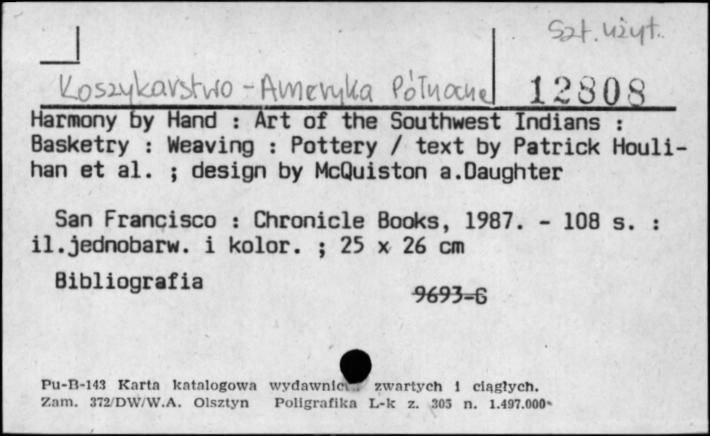 Szt. użyt.
Koszykarstwo - Ameryka Północna 12808
Harmony by Hand : Art of the Southwest Indians :
Basketry : Weaving : Pottery / text by Patrick Houli-
han et al. ; design by McQuiston a.Daughter
San Francisco : Chronicle Books, 1987. - 108 s. :
il.jednobarw. i kolor. ; 25 x 26 cm
Bibliografia
9693-6
Pu-B-143 Karta katalogowa wydawnic zwartych i ciągłych.
Zam. 372/DW/W.A. Olsztyn Poligrafika L-k z. 305 n. 1.497.000